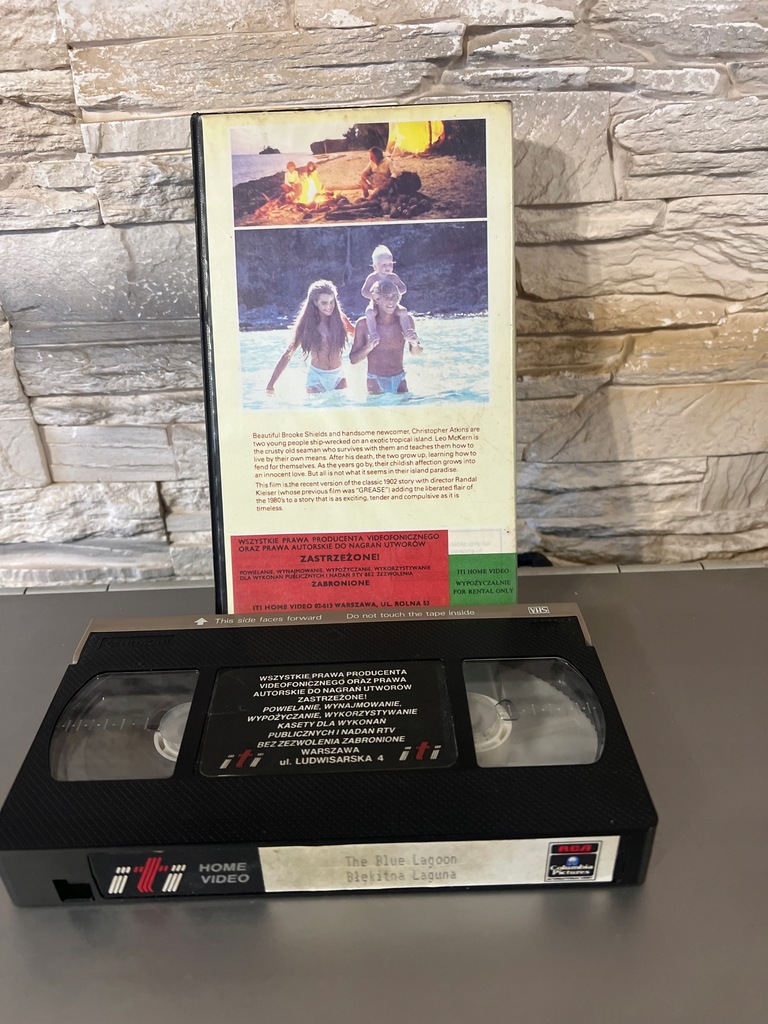 Beautiful Brooke Shields and handsome newcomer, Christopher Atkins are
two young people ship-wrecked on an exotic tropical island. Leo McKern is
the crusty old seaman who survives with them and teaches them how to
live by their own means. After his death, the two grow up, learning how to
fend for themselves. As the years go by, their childish affection grows into
an innocent love. But all is not what it seems in their island paradise.
This film is the recent version of the classic 1902 story with director Randal
Kleiser (whose previous film was "GREASE") adding the liberated flair of
the 1980's to a story that is as exciting, tender and compulsive as it is
timeless.
WSZYSTKIE PRAWA PRODUCENTA VIDEOFONICZNEGO
ORAZ PRAWA AUTORSKIE DO NAGRAŃ UTWORÓW
ZASTRZEŻONE!
POWIELANIE, WYNAJMOWANIE, WYPOŻYCZANIE, WYKORZYSTYWANIE
DLA WYKONAŃ PUBLICZNYCH I NADAŃ RTV BEZ ZEZWOLENIA
ZABRONIONE
ITI HOME VIDEO 02-613 WARSZAWA, UL. ROLNA 53
ITI HOME VIDEO
WYPOŻYCZALNIE
FOR RENTAL ONLY
This side faces forward Do not touch the tape inside VHS
WSZYSTKIE PRAWA PRODUCENTA
VIDEOFONICZNEGO ORAZ PRAWA
AUTORSKIE DO NAGRAŃ UTWORÓW
ZASTRZEŻONE!
POWIELANIE, WYNAJMOWANIE,
WYPOŻYCZANIE, WYKORZYSTYWANIE
KASETY DLA WYKONAŃ
PUBLICZNYCH I NADAŃ RTV
BEZ ZEZWOLENIA ZABRONIONE
WARSZAWA
iti ul. LUDWISARSKA 4 iti
iti HOME
VIDEO
The Blue Lagoon
Błękitna Laguna
RCA
Columbia
Pictures
INTERNATIONAL VIDEO